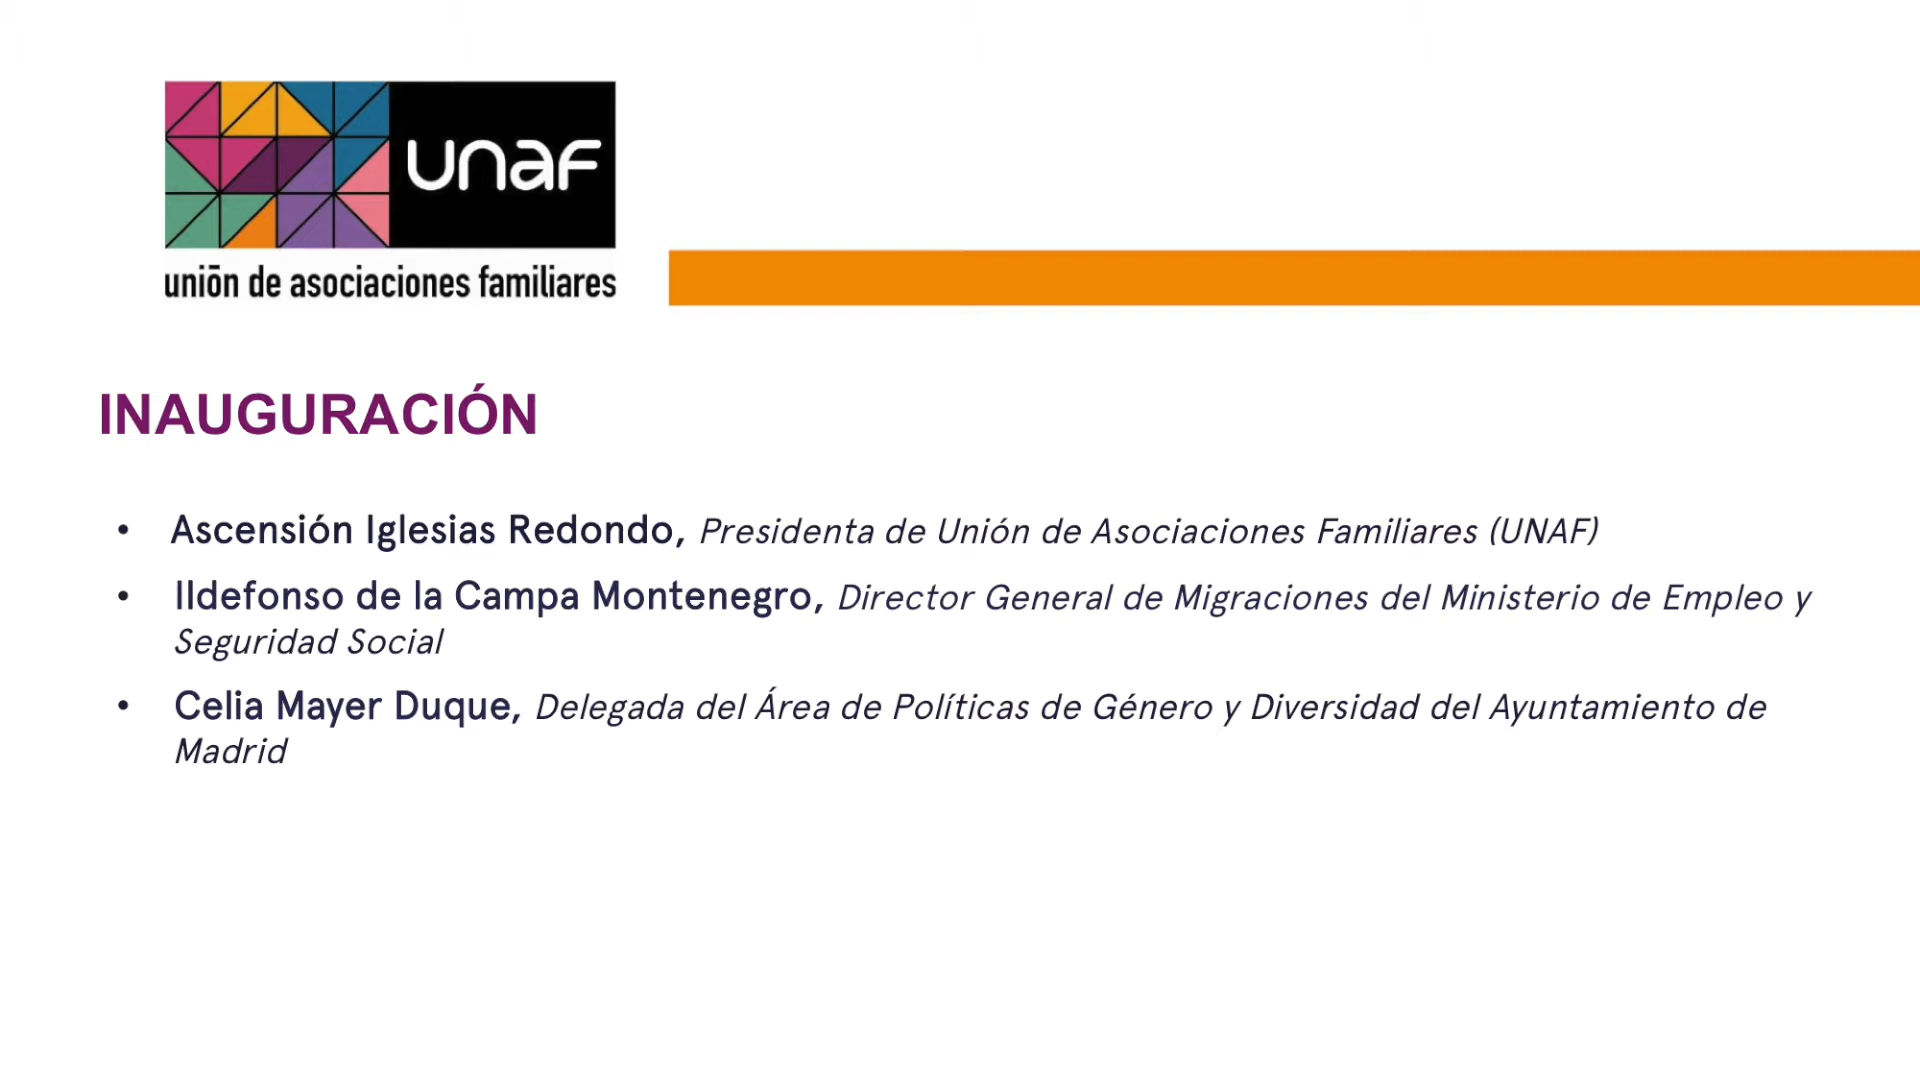 unaf
uniōn de asociaciones familiares
INAUGURACIÓN
• Ascensión Iglesias Redondo, Presidenta de Unión de Asociaciones Familiares (UNAF)
• Ildefonso de la Campa Montenegro, Director General de Migraciones del Ministerio de Empleo y
Seguridad Social
• Celia Mayer Duque, Delegada del Área de Políticas de Género y Diversidad del Ayuntamiento de
Madrid